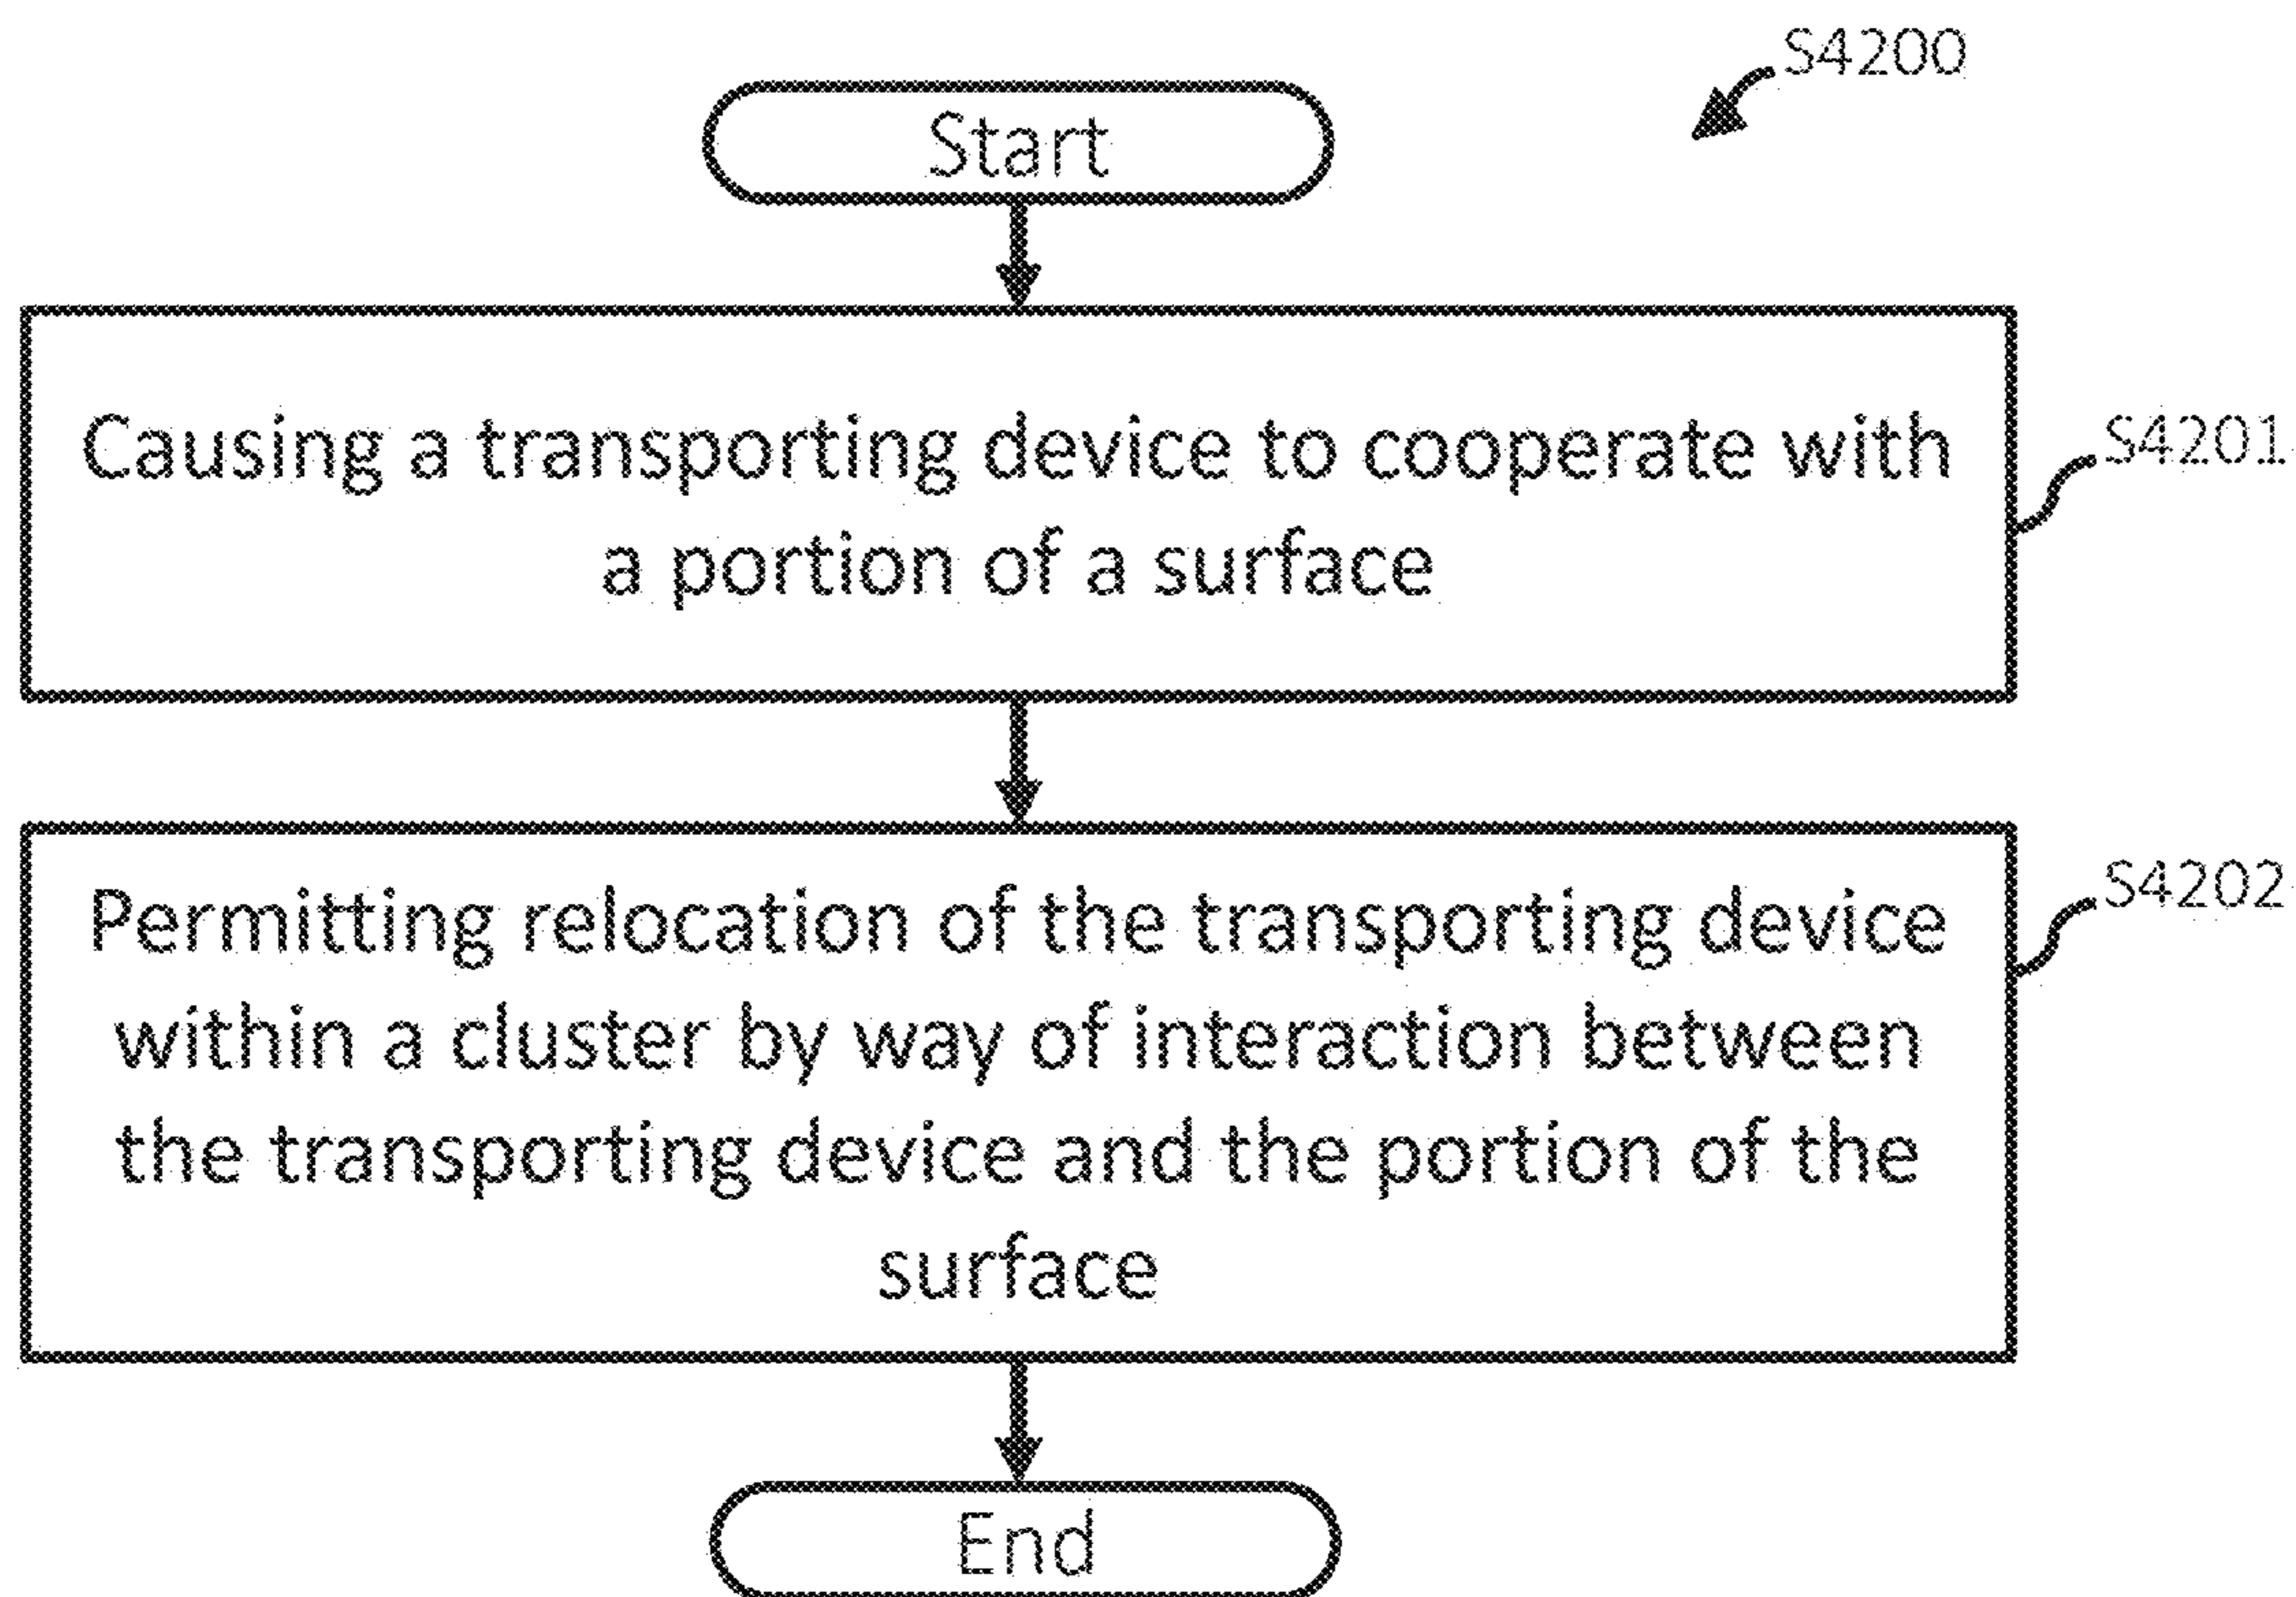 S4200
Start
Causing a transporting device to cooperate with
a portion of a surface
S4201
Permitting relocation of the transporting device
within a cluster by way of interaction between
the transporting device and the portion of the
surface
S4202
End